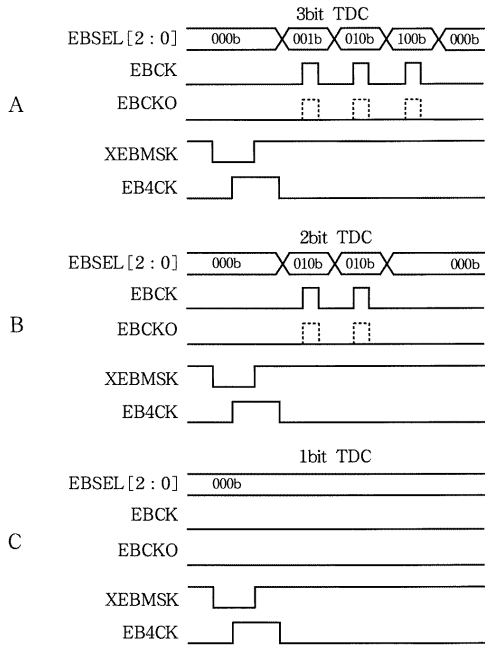 3bit TDC
EBSEL[2:0] 000b 001b 010b 100b 000b
EBCK
A
EBCKO
XEBMSK
EB4CK
2bit TDC
EBSEL[2:0] 000b 010b 010b 000b
EBCK
B
EBCKO
XEBMSK
EB4CK
1bit TDC
EBSEL[2:0] 000b
EBCK
C
EBCKO
XEBMSK
EB4CK